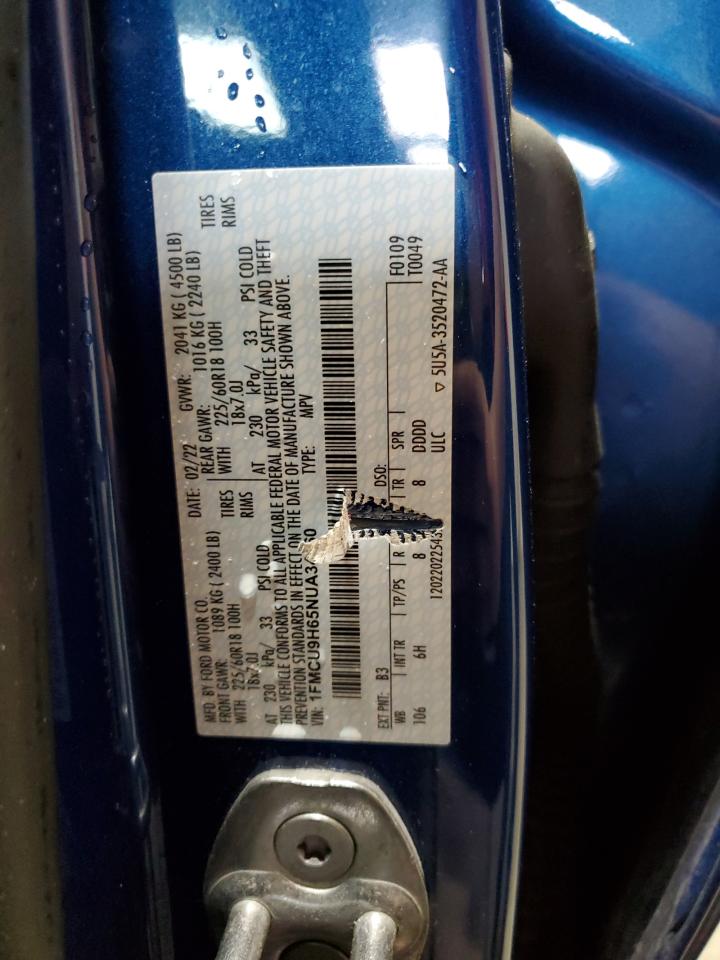 MFD. BY FORD MOTOR CO. DATE: 02/22 GVWR: 2041 KG ( 4500 LB)
FRONT GAWR: 1089 KG ( 2400 LB) REAR GAWR: 1016 KG ( 2240 LB)
WITH 225/60R18 100H TIRES WITH 225/60R18 100H TIRES
18x7.0J RIMS 18x7.0J RIMS
AT 230 kPa/ 33 PSI COLD AT 230 kPa/ 33 PSI COLD
THIS VEHICLE CONFORMS TO ALL APPLICABLE FEDERAL MOTOR VEHICLE SAFETY AND THEFT
PREVENTION STANDARDS IN EFFECT ON THE DATE OF MANUFACTURE SHOWN ABOVE.
VIN: 1FMCU9H65NUA3 TYPE: MPV
EXT PNT: B3 DSO: F0109
WB INT TR TP/PS R TR SPR T0049
106 6H 8 8 DDDD
ULC 5U5A-3520472-AA